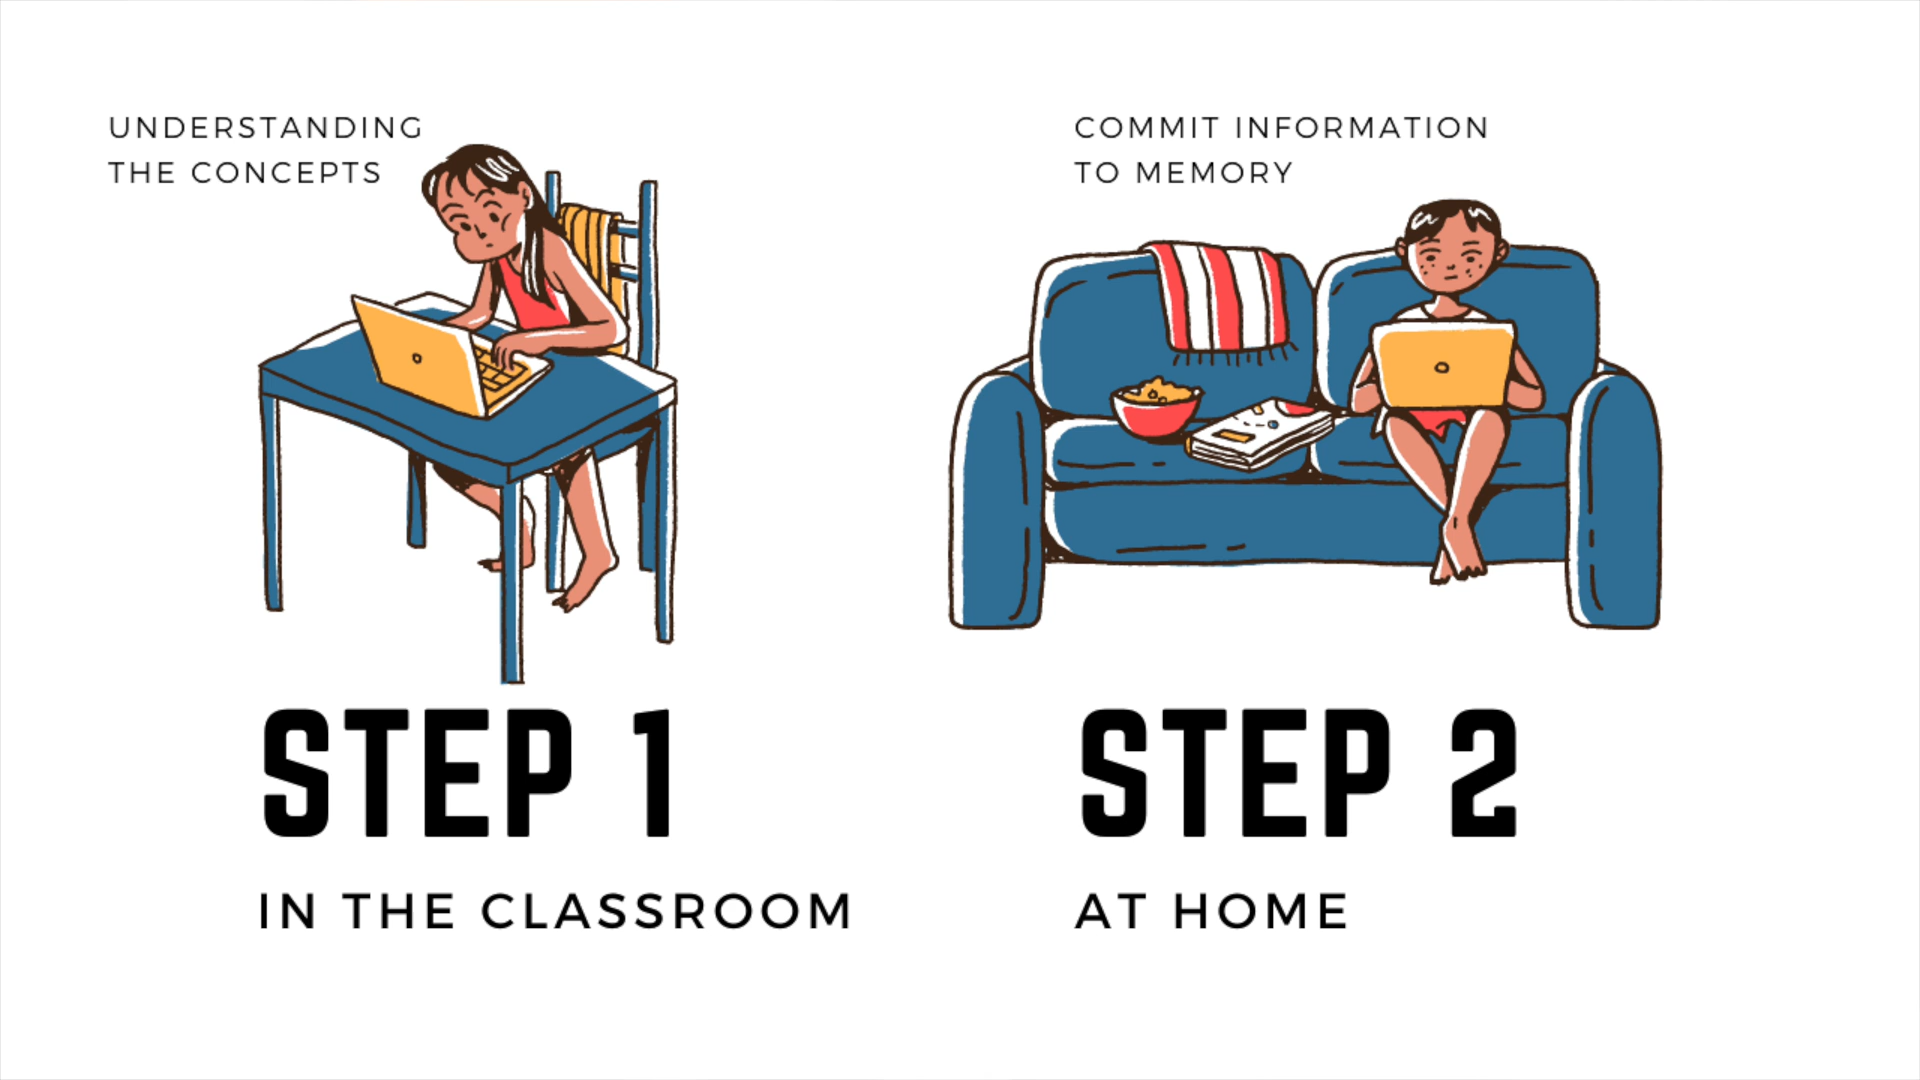 UNDERSTANDING
THE CONCEPTS
STEP 1
IN THE CLASSROOM
COMMIT INFORMATION
TO MEMORY
STEP 2
AT HOME